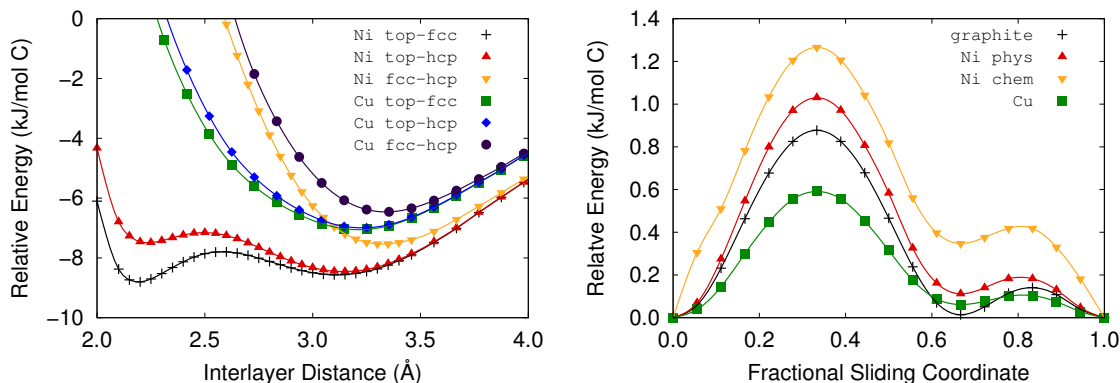 Relative Energy (kJ/mol C)
0
−2
−4
−6
−8
−10
2.0 2.5 3.0 3.5 4.0
Interlayer Distance (Å)
Ni top-fcc
Ni top-hcp
Ni fcc-hcp
Cu top-fcc
Cu top-hcp
Cu fcc-hcp
Relative Energy (kJ/mol C)
1.4
1.2
1.0
0.8
0.6
0.4
0.2
0.0
0.0 0.2 0.4 0.6 0.8 1.0
Fractional Sliding Coordinate
graphite
Ni phys
Ni chem
Cu